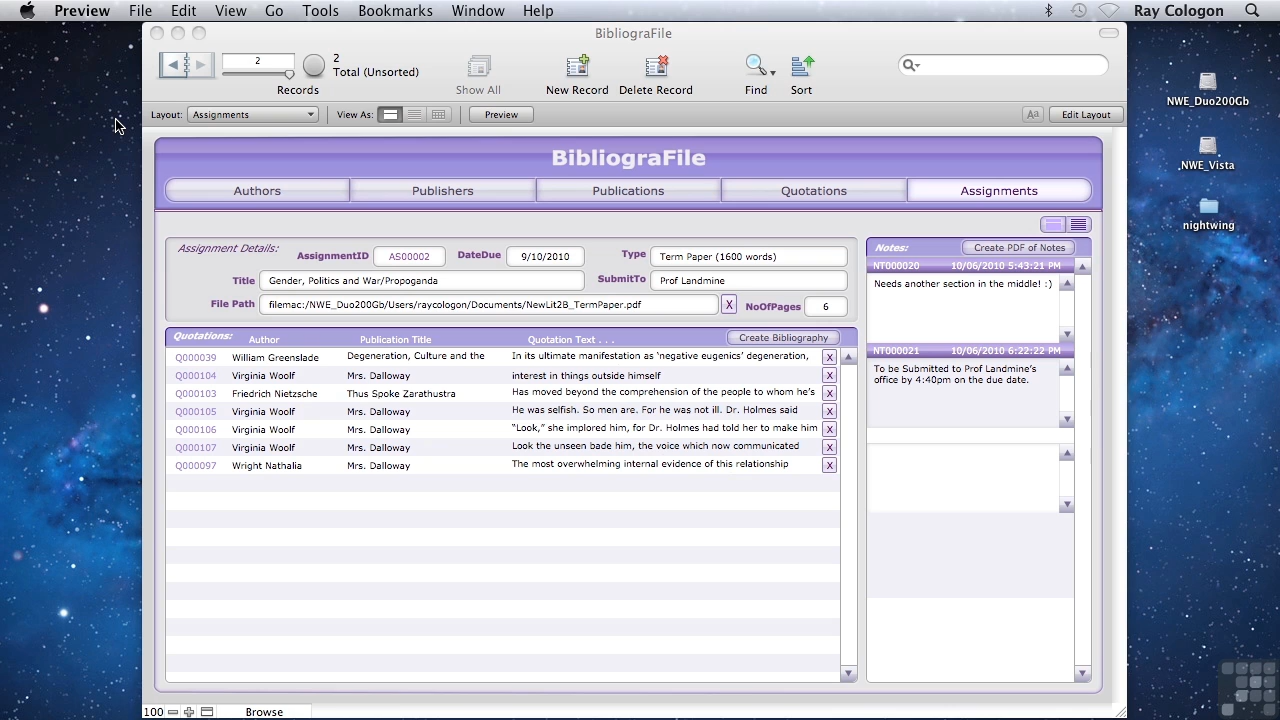 Preview File Edit View Go Tools Bookmarks Window Help Ray Cologon
BibliograFile
2 2 Total (Unsorted)
Records Show All New Record Delete Record Find Sort
Layout: Assignments View As: Preview Aa Edit Layout
NWE_Duo200Gb
NWE_Vista
nightwing
BibliograFile
Authors Publishers Publications Quotations Assignments
Assignment Details:
AssignmentID AS00002 DateDue 9/10/2010 Type Term Paper (1600 words)
Title Gender, Politics and War/Propoganda SubmitTo Prof Landmine
File Path filemac:/NWE_Duo200Gb/Users/raycologon/Documents/NewLit2B_TermPaper.pdf X NoOfPages 6
Quotations: Author Publication Title Quotation Text . . . Create Bibliography
Q000039 William Greenslade Degeneration, Culture and the In its ultimate manifestation as ‘negative eugenics’ degeneration, X
Q000104 Virginia Woolf Mrs. Dalloway interest in things outside himself X
Q000103 Friedrich Nietzsche Thus Spoke Zarathustra Has moved beyond the comprehension of the people to whom he’s X
Q000105 Virginia Woolf Mrs. Dalloway He was selfish. So men are. For he was not ill. Dr. Holmes said X
Q000106 Virginia Woolf Mrs. Dalloway “Look,” she implored him, for Dr. Holmes had told her to make him X
Q000107 Virginia Woolf Mrs. Dalloway Look the unseen bade him, the voice which now communicated X
Q000097 Wright Nathalia Mrs. Dalloway The most overwhelming internal evidence of this relationship X
Notes: Create PDF of Notes
NT000020 10/06/2010 5:43:21 PM
Needs another section in the middle! :)
NT000021 10/06/2010 6:22:22 PM
To be Submitted to Prof Landmine’s
office by 4:40pm on the due date.
100 Browse